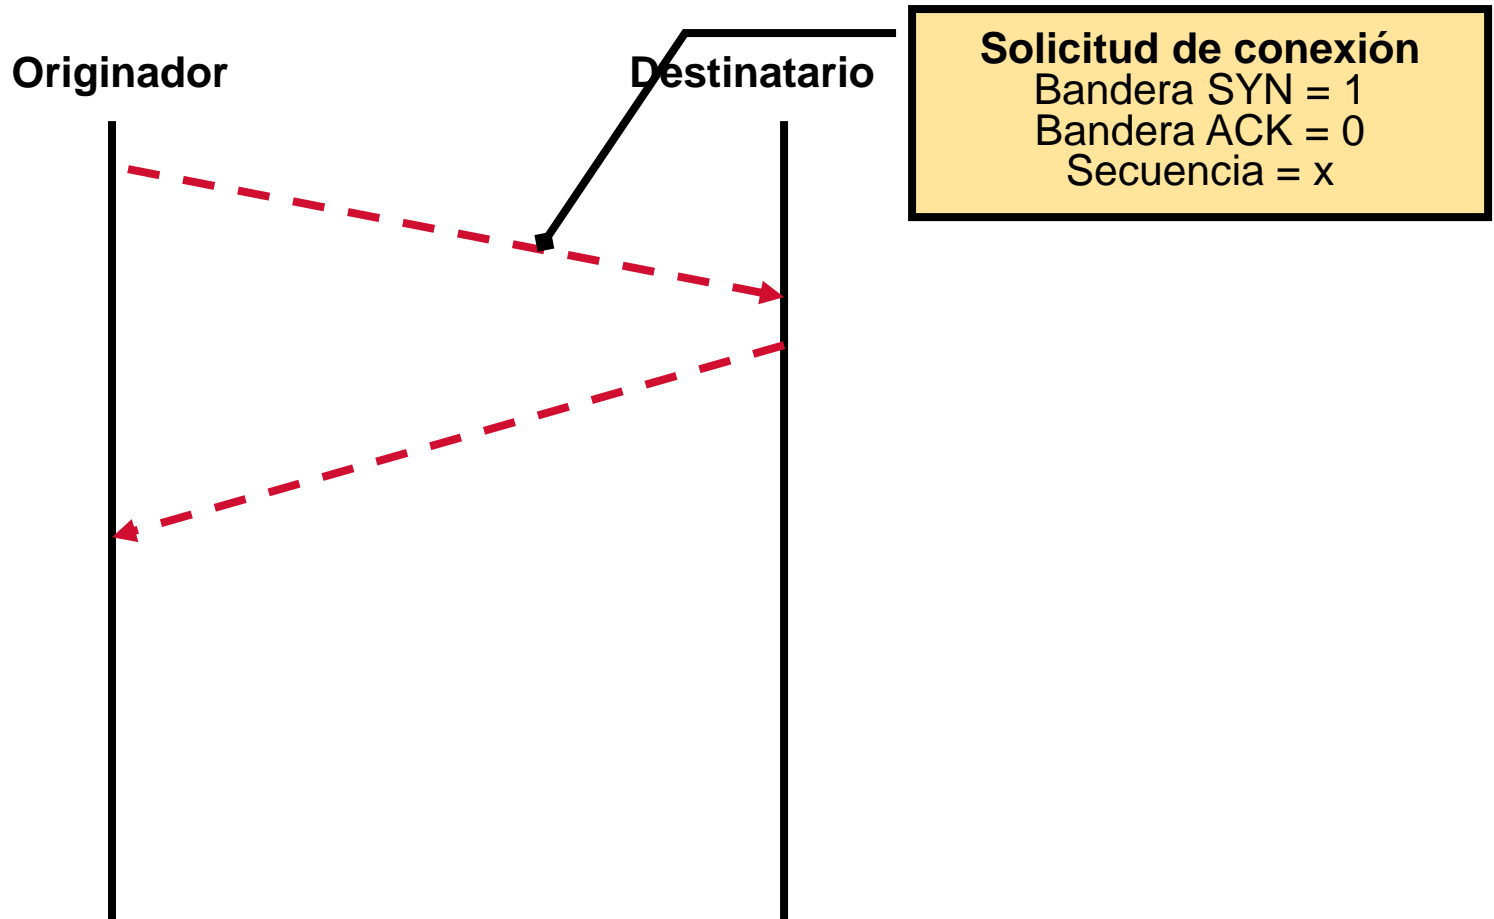 Originador
Destinatario
Solicitud de conexión
Bandera SYN = 1
Bandera ACK = 0
Secuencia = x